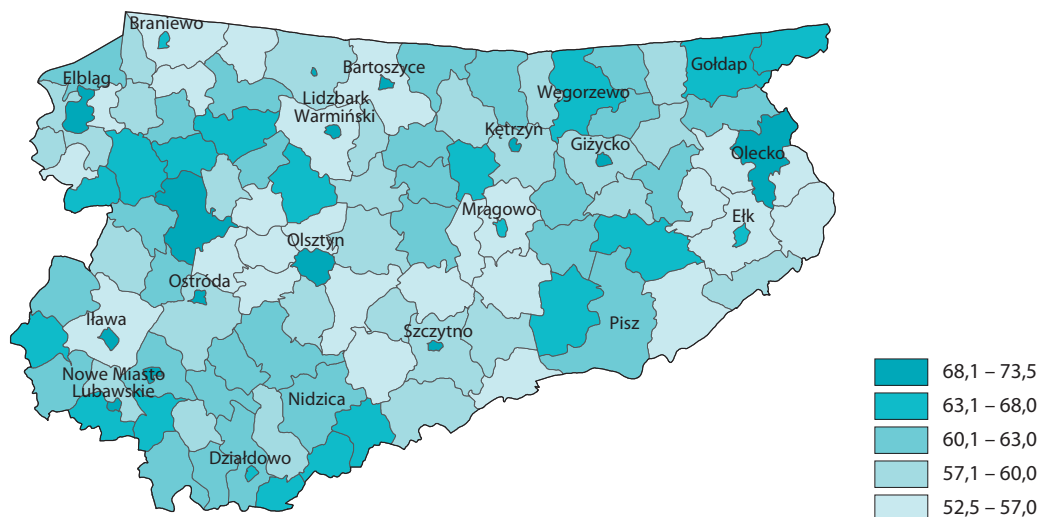 Braniewo
Gołdap
Elbląg
Bartoszyce
Węgorzewo
Lidzbark
Warmiński
Kętrzyn
Giżycko
Olecko
Mrągowo
Ełk
Olsztyn
Ostróda
Iława
Szczytno
Pisz
Nowe Miasto
Lubawskie
Nidzica
Działdowo
68,1 – 73,5
63,1 – 68,0
60,1 – 63,0
57,1 – 60,0
52,5 – 57,0